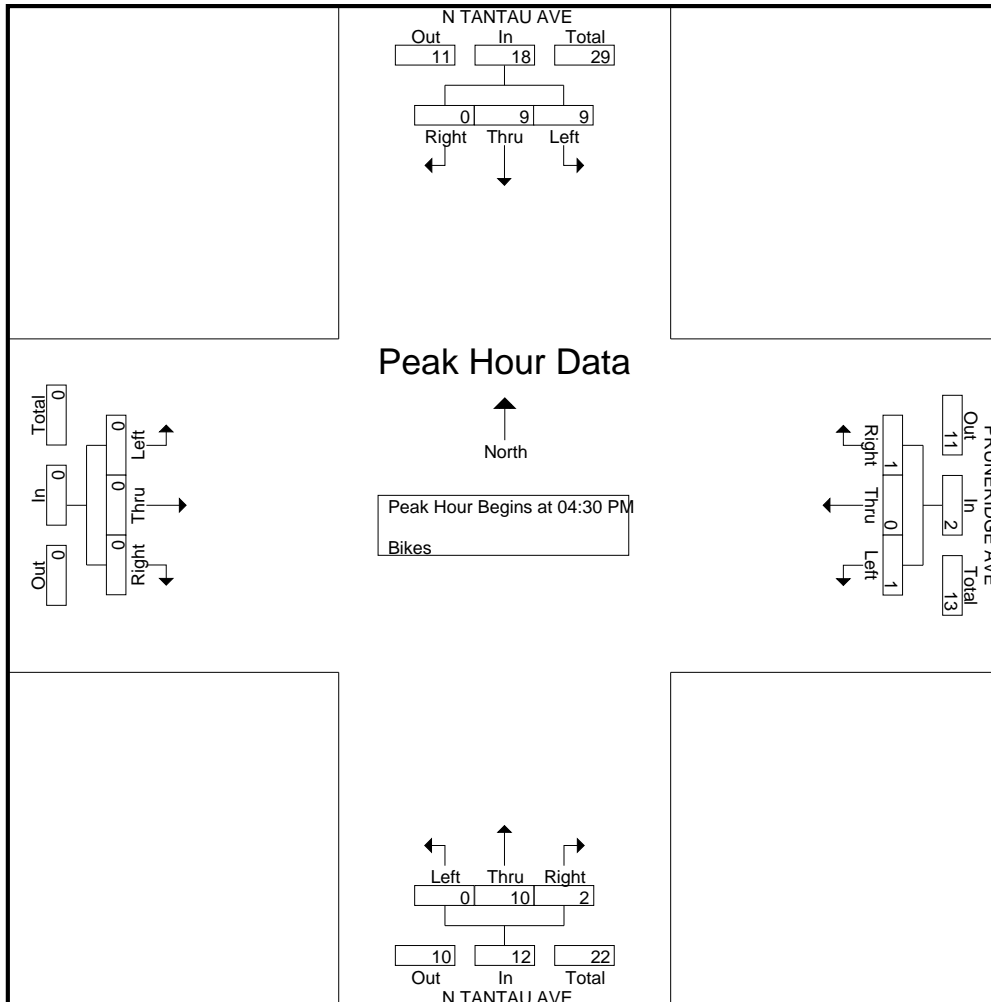 N TANTAU AVE
Out In Total
11 18 29
0 9 9
Right Thru Left
Peak Hour Data
North
Peak Hour Begins at 04:30 PM
Bikes
Total In Out
0 0 0
0 0 0
Left Thru Right
Right Thru Left
1 0 1
Out In Total
11 2 13
PRUNERIDGE AVE
Left Thru Right
0 10 2
10 12 22
Out In Total
N TANTAU AVE